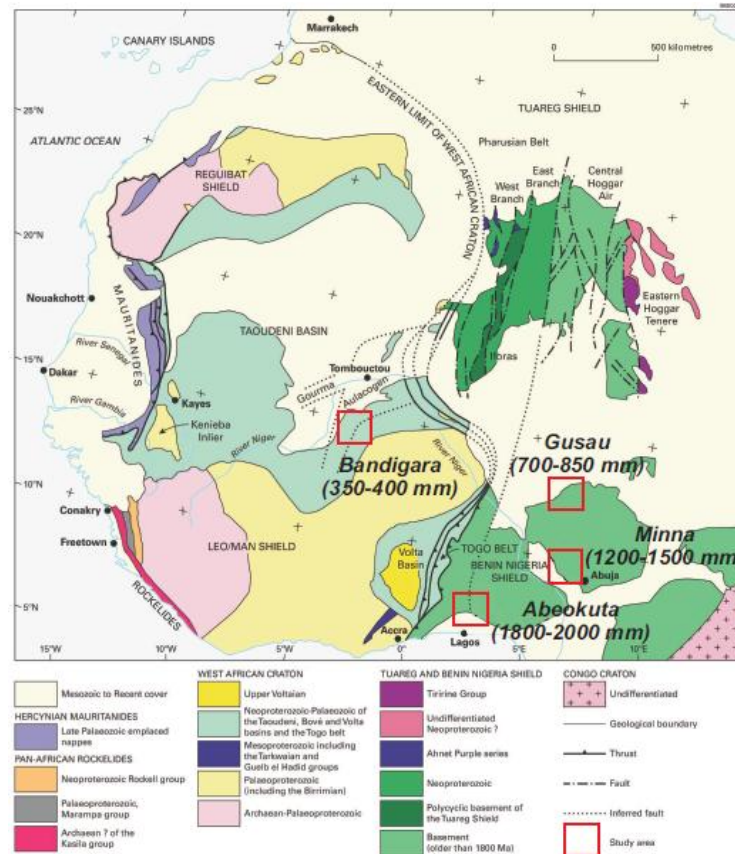 Marrakech
CANARY ISLANDS
0 500 kilometres
25°N
EASTERN LIMIT OF WEST AFRICAN CRATON
TUAREG SHIELD
ATLANTIC OCEAN
Pharusian Belt
REGUIBAT
SHIELD
West
Branch
East
Branch
Central
Hoggar
Air
20°N
Nouakchott
MAURITANIDES
TAOUDENI BASIN
Eastern
Hoggar
Tenere
15°N
River Senegal
Dakar
Tombouctou
Iforas
Gourma
Aulacogen
River Gambia
Kayes
Kenieba
Inlier
River Niger
Bandigara
(350-400 mm)
River Niger
Gusau
(700-850 mm)
10°N
Conakry
Freetown
LEO/MAN SHIELD
Volta
Basin
TOGO BELT
BENIN NIGERIA
SHIELD
Minna
(1200-1500 mm)
Abuja
ROCKELIDES
5°N
Accra
Lagos
Abeokuta
(1800-2000 mm)
15°W
10°W
5°W
0°
5°E
10°E
Mesozoic to Recent cover
HERCYNIAN MAURITANIDES
Late Palaeozoic emplaced
nappes
PAN-AFRICAN ROCKELIDES
Neoproterozoic Rockell group
Palaeoproterozoic,
Marampa group
Archaean ? of the
Kasila group
WEST AFRICAN CRATON
Upper Voltaian
Neoproterozoic-Palaeozoic of
the Taoudeni, Bové and Volta
basins and the Togo belt
Mesoproterozoic including
the Tarkwaian and
Guelb el Hadid groups
Palaeoproterozoic
(including the Birrimian)
Archaean-Palaeoproterozoic
TUAREG AND BENIN NIGERIA SHIELD
Tiririne Group
Undifferentiated
Neoproterozoic ?
Ahnet Purple series
Neoproterozoic
Polycyclic basement of
the Tuareg Shield
Basement
(older than 1800 Ma)
CONGO CRATON
Undifferentiated
Geological boundary
Thrust
Fault
Inferred fault
Study area